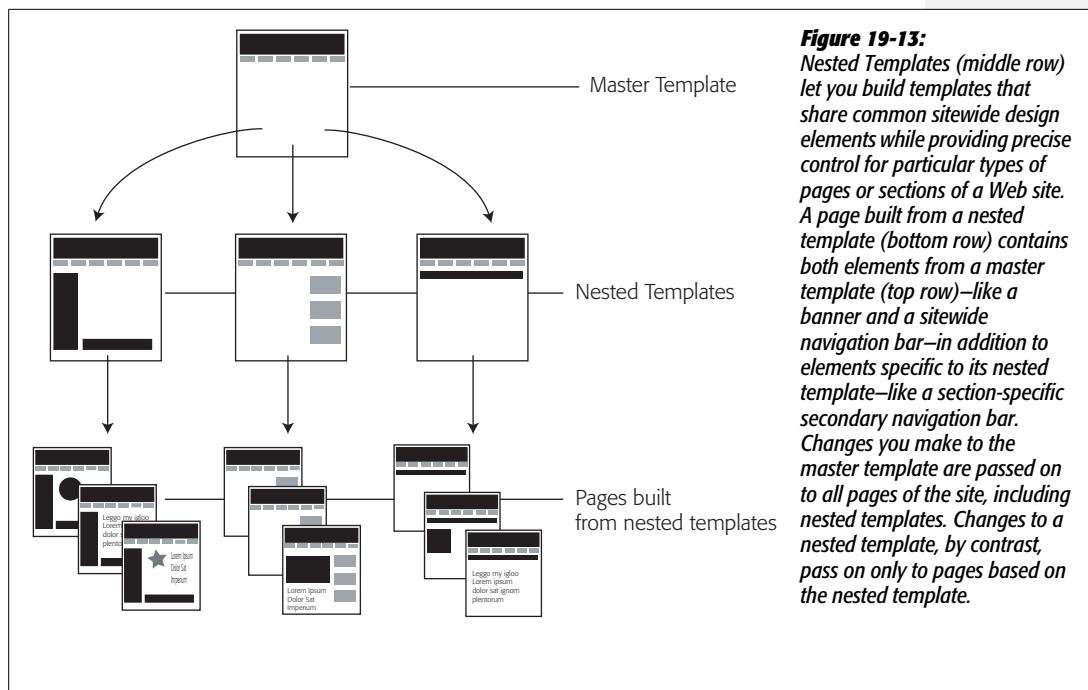 Master Template
Nested Templates
Pages built
from nested templates
Leggo my igloo
Lorem
dolor s
plento
Lorem Ipsum
Dolor Sat
Imperium
Lorem Ipsum
Dolor Sat
Imperium
Leggo my igloo
Lorem ipsum
dolor sat ignom
plentorum
Figure 19-13:
Nested Templates (middle row)
let you build templates that
share common sitewide design
elements while providing precise
control for particular types of
pages or sections of a Web site.
A page built from a nested
template (bottom row) contains
both elements from a master
template (top row)—like a
banner and a sitewide
navigation bar—in addition to
elements specific to its nested
template—like a section-specific
secondary navigation bar.
Changes you make to the
master template are passed on
to all pages of the site, including
nested templates. Changes to a
nested template, by contrast,
pass on only to pages based on
the nested template.